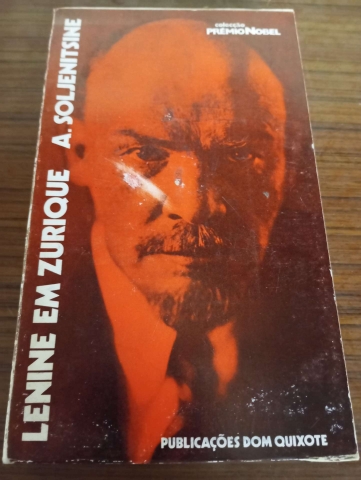 colecção
PRÉMIO NOBEL
LENINE EM ZURIQUE A. SOLJENITSINE
PUBLICAÇÕES DOM QUIXOTE